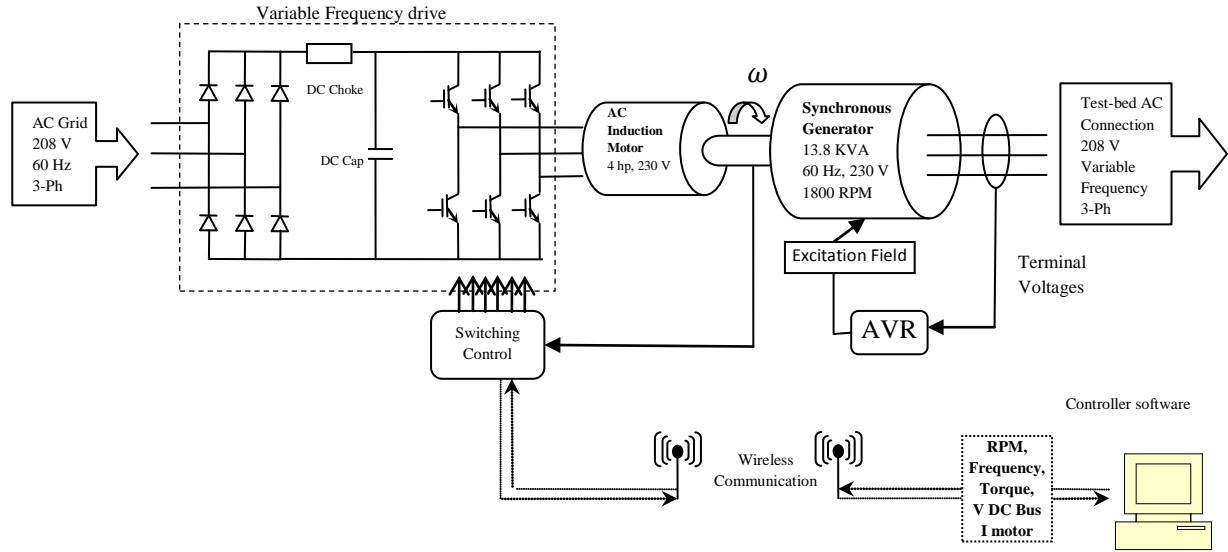 Variable Frequency drive
DC Choke
DC Cap
AC Grid
208 V
60 Hz
3-Ph
AC
Induction
Motor
4 hp, 230 V
ω
Synchronous
Generator
13.8 KVA
60 Hz, 230 V
1800 RPM
Test-bed AC
Connection
208 V
Variable
Frequency
3-Ph
Excitation Field
Terminal
Voltages
AVR
Switching
Control
Controller software
Wireless
Communication
RPM,
Frequency,
Torque,
V DC Bus
I motor